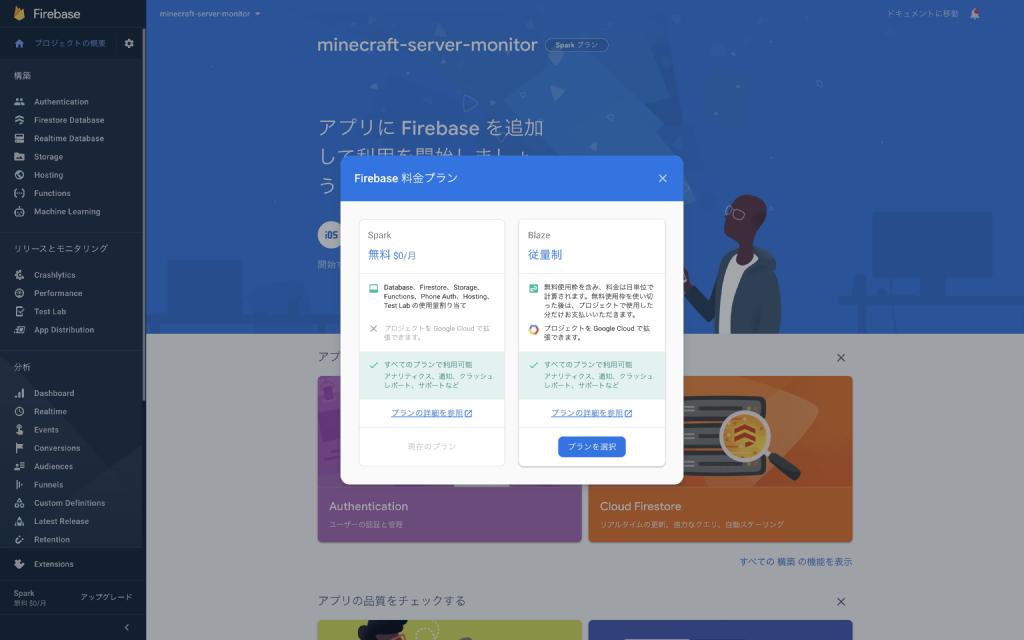 Firebase
minecraft-server-monitor
ドキュメントに移動
プロジェクトの概要
minecraft-server-monitor
Spark プラン
構築
Authentication
Firestore Database
Realtime Database
Storage
Hosting
Functions
Machine Learning
リリースとモニタリング
Crashlytics
Performance
Test Lab
App Distribution
分析
Dashboard
Realtime
Events
Conversions
Audiences
Funnels
Custom Definitions
Latest Release
Retention
Extensions
Spark
無料 $0/月
アップグレード
アプリに Firebase を追加
して利用を開始しましょ
う
iOS
Firebase 料金プラン
Spark
無料 $0/月
Database、Firestore、Storage、
Functions、Phone Auth、Hosting、
Test Lab の使用量割り当て
プロジェクトを Google Cloud で拡
張できます。
すべてのプランで利用可能
アナリティクス、通知、クラッシュ
レポート、サポートなど
プランの詳細を参照
現在のプラン
Blaze
従量制
無料使用枠を含み、料金は日単位で
計算されます。無料使用枠を使い切
った後は、プロジェクトで使用した
分だけお支払いいただきます。
プロジェクトを Google Cloud で拡
張できます。
すべてのプランで利用可能
アナリティクス、通知、クラッシュ
レポート、サポートなど
プランの詳細を参照
プランを選択
Authentication
ユーザーの認証と管理
Cloud Firestore
リアルタイムの更新、強力なクエリ、自動スケーリング
すべての 構築 の機能を表示
アプリの品質をチェックする